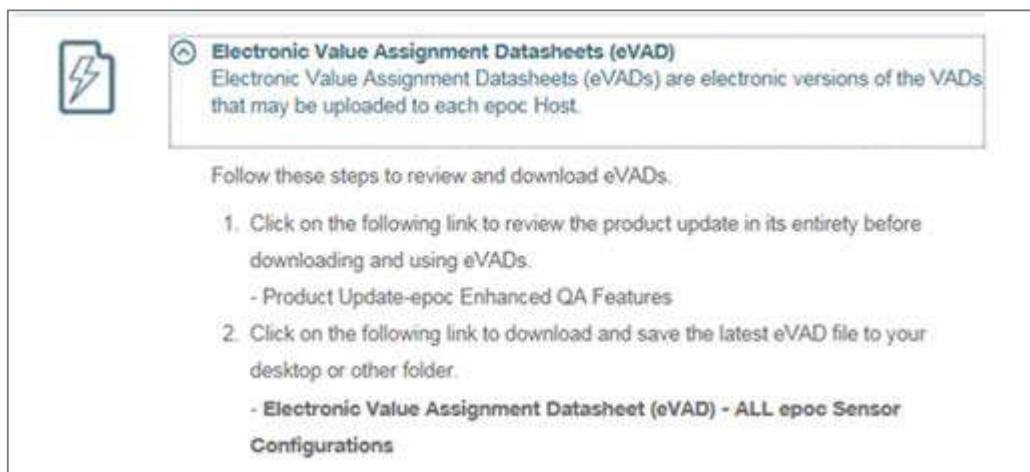 Electronic Value Assignment Datasheets (eVAD)
Electronic Value Assignment Datasheets (eVADs) are electronic versions of the VADs
that may be uploaded to each epoc Host.
Follow these steps to review and download eVADs.
1. Click on the following link to review the product update in its entirety before
downloading and using eVADs.
- Product Update-epoc Enhanced QA Features
2. Click on the following link to download and save the latest eVAD file to your
desktop or other folder.
- Electronic Value Assignment Datasheet (eVAD) - ALL epoc Sensor
Configurations